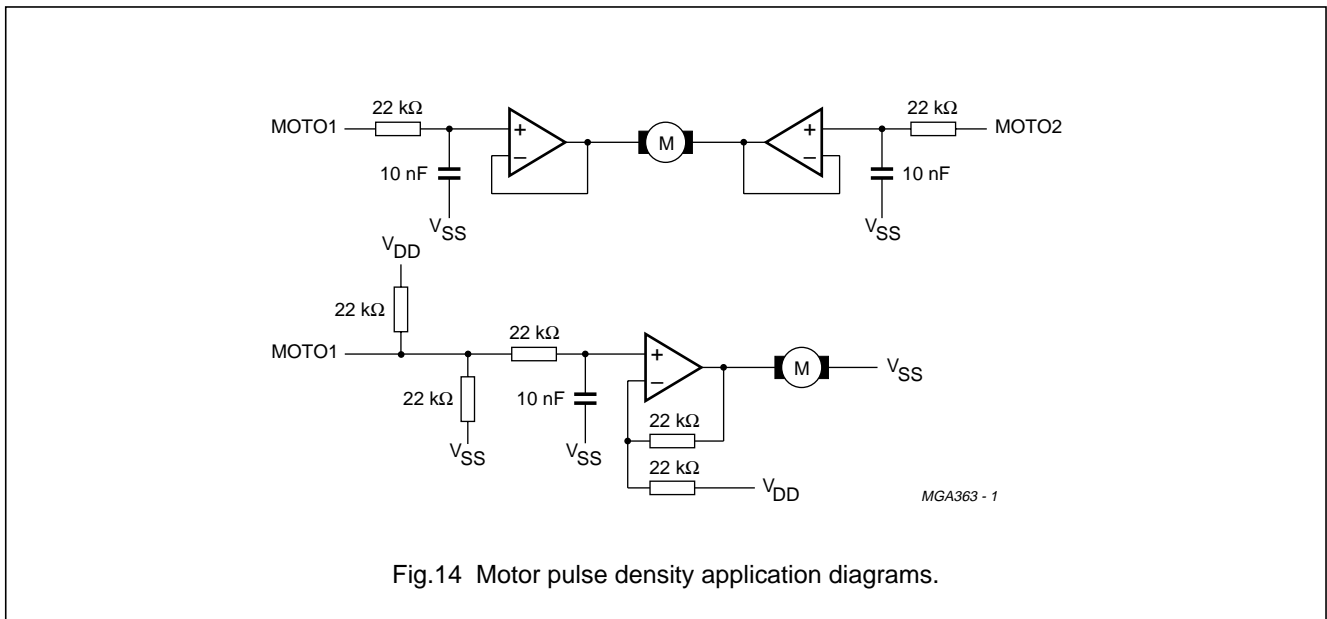 22 kΩ
22 kΩ
MOTO1
+
−
M
+
−
MOTO2
10 nF
10 nF
VSS
VSS
VDD
22 kΩ
22 kΩ
MOTO1
+
−
M
VSS
22 kΩ
10 nF
22 kΩ
VSS
VSS
22 kΩ
VDD
MGA363 - 1
Fig.14 Motor pulse density application diagrams.